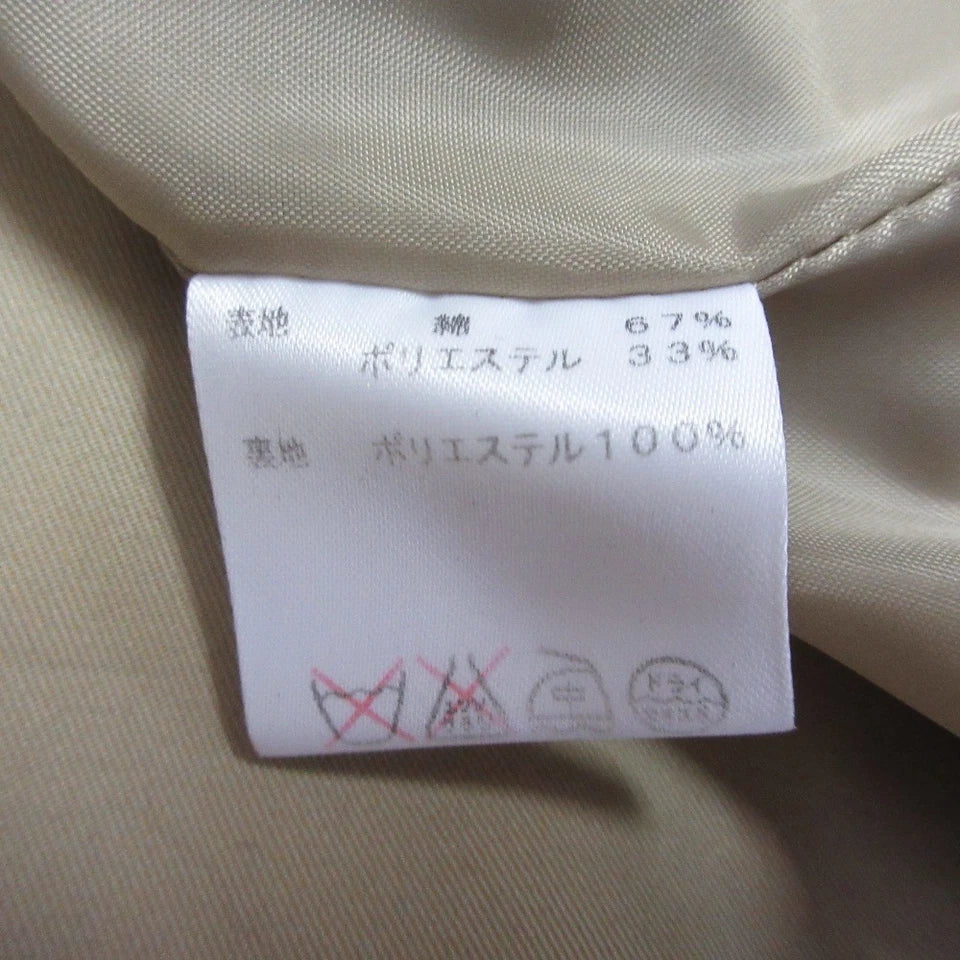 表地 綿 67%
ポリエステル 33%
裏地 ポリエステル100%
中
ドライ